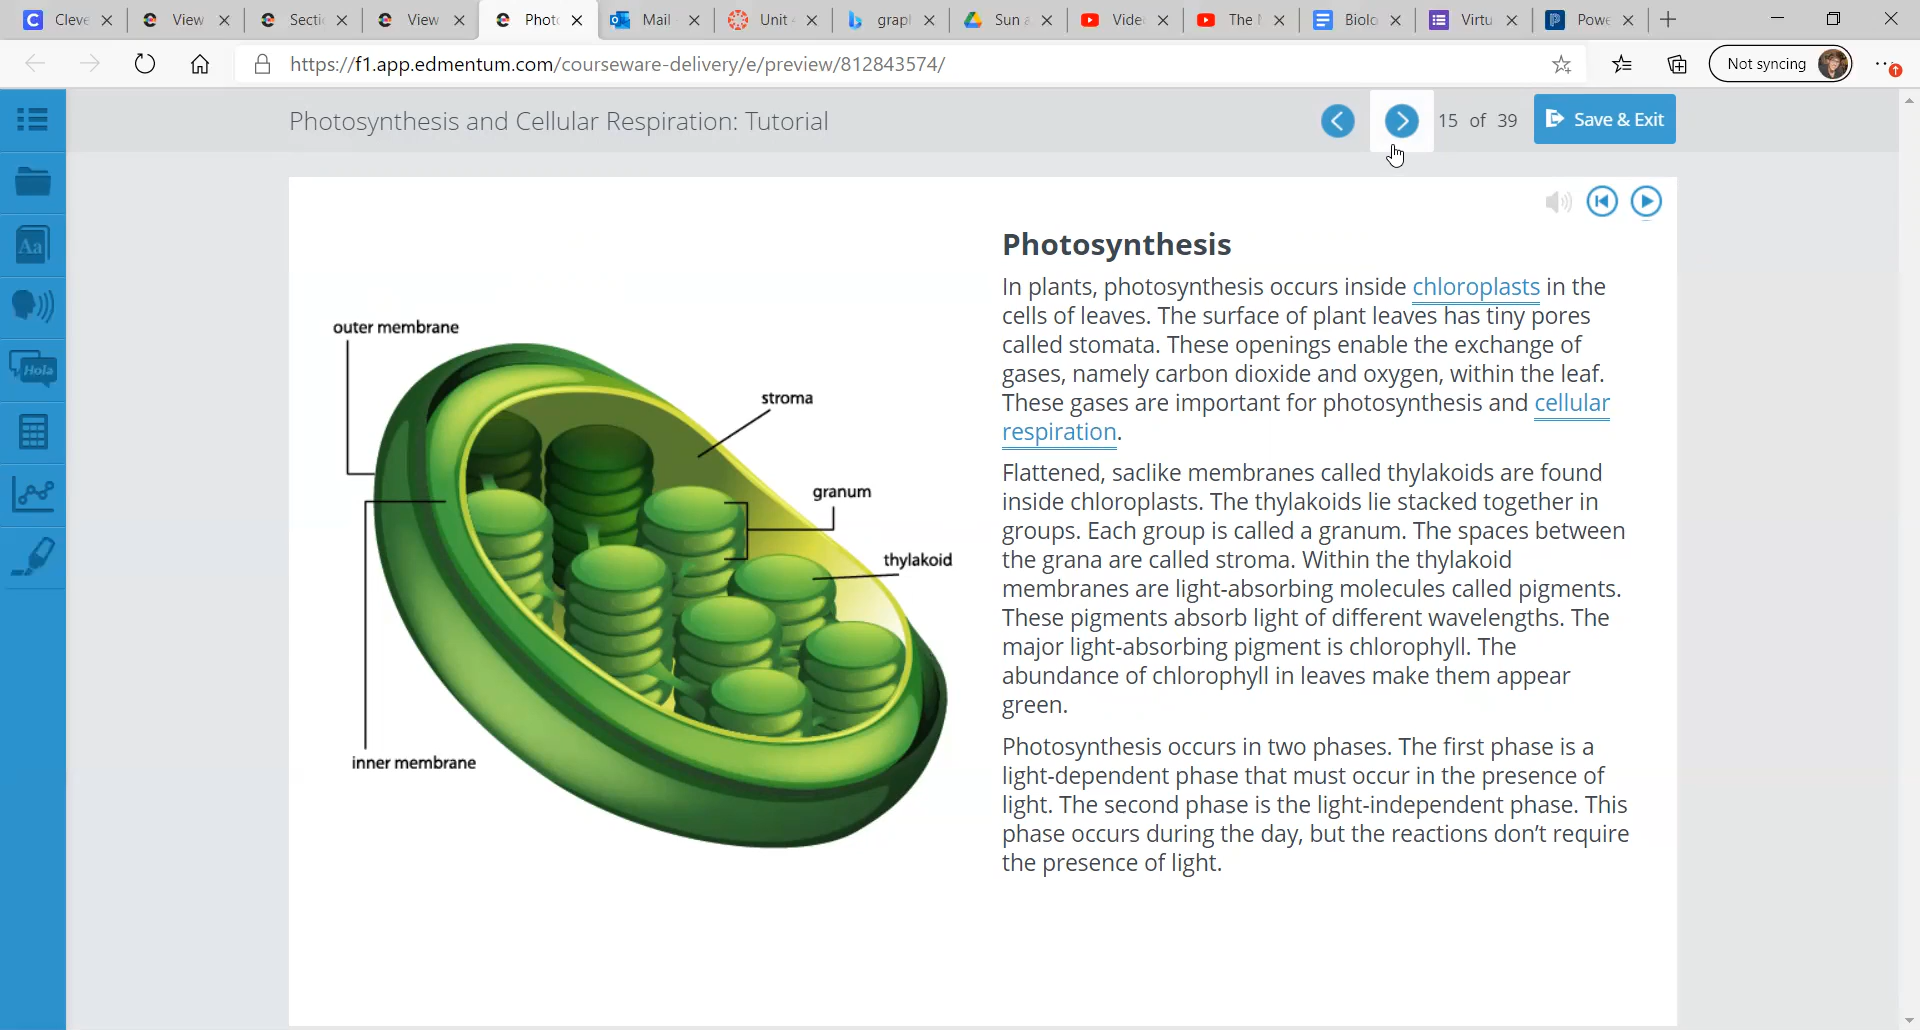 Cleve
View
Secti
View
Photo
Mail
Unit
grap
Sun a
Vide
The
Biolo
Virtu
Powe
https://f1.app.edmentum.com/courseware-delivery/e/preview/812843574/
Not syncing
Photosynthesis and Cellular Respiration: Tutorial
15 of 39
Save & Exit
Aa
Hola
outer membrane
stroma
granum
thylakoid
inner membrane
Photosynthesis
In plants, photosynthesis occurs inside chloroplasts in the
cells of leaves. The surface of plant leaves has tiny pores
called stomata. These openings enable the exchange of
gases, namely carbon dioxide and oxygen, within the leaf.
These gases are important for photosynthesis and cellular
respiration.
Flattened, saclike membranes called thylakoids are found
inside chloroplasts. The thylakoids lie stacked together in
groups. Each group is called a granum. The spaces between
the grana are called stroma. Within the thylakoid
membranes are light-absorbing molecules called pigments.
These pigments absorb light of different wavelengths. The
major light-absorbing pigment is chlorophyll. The
abundance of chlorophyll in leaves make them appear
green.
Photosynthesis occurs in two phases. The first phase is a
light-dependent phase that must occur in the presence of
light. The second phase is the light-independent phase. This
phase occurs during the day, but the reactions don't require
the presence of light.